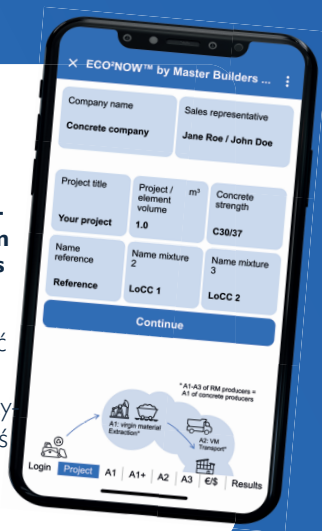 ECO²NOW™ by Master Builders ...
Company name
Concrete company
Sales representative
Jane Roe / John Doe
Project title
Your project
Project /
element
volume
m³
1.0
Concrete
strength
C30/37
Name
reference
Reference
Name mixture
2
LoCC 1
Name mixture
3
LoCC 2
Continue
* A1-A3 of RM producers =
A1 of concrete producers
A1: virgin material
Extraction*
A2: VM
Transport*
Login
Project
A1
A1+
A2
A3
€/$
Results